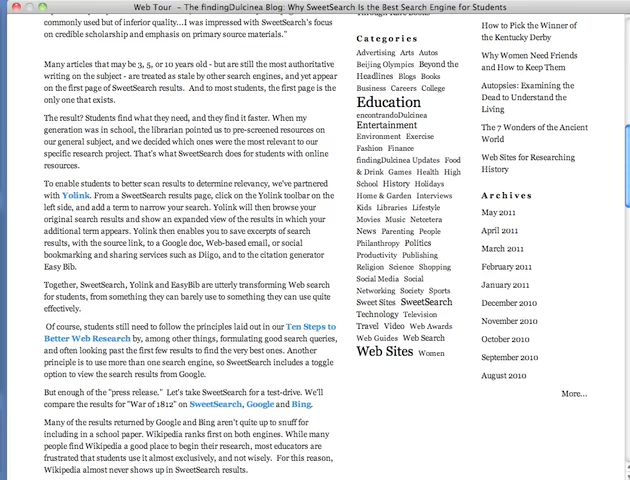 Web Tour - The findingDulcinea Blog: Why SweetSearch Is the Best Search Engine for Students
commonly used but of inferior quality...I was impressed with SweetSearch's focus
on credible scholarship and emphasis on primary source materials."
Many articles that may be 3, 5, or 10 years old - but are still the most authoritative
writing on the subject - are treated as stale by other search engines, and yet appear
on the first page of SweetSearch results.  And to most students, the first page is the
only one that exists.
The result? Students find what they need, and they find it faster. When my
generation was in school, the librarian pointed us to pre-screened resources on
our general subject, and we decided which ones were the most relevant to our
specific research project. That's what SweetSearch does for students with online
resources.
To enable students to better scan results to determine relevancy, we've partnered
with Yolink. From a SweetSearch results page, click on the Yolink toolbar on the
left side, and add a term to narrow your search. Yolink will then browse your
original search results and show an expanded view of the results in which your
additional term appears. Yolink then enables you to save excerpts of search
results, with the source link, to a Google doc, Web-based email, or social
bookmarking and sharing services such as Diigo, and to the citation generator
Easy Bib.
Together, SweetSearch, Yolink and EasyBib are utterly transforming Web search
for students, from something they can barely use to something they can use quite
effectively.
Of course, students still need to follow the principles laid out in our Ten Steps to
Better Web Research by, among other things, formulating good search queries,
and often looking past the first few results to find the very best ones. Another
principle is to use more than one search engine, so SweetSearch includes a toggle
option to view the search results from Google.
But enough of the "press release."  Let's take SweetSearch for a test-drive. We'll
compare the results for "War of 1812" on SweetSearch, Google and Bing.
Many of the results returned by Google and Bing aren't quite up to snuff for
including in a school paper. Wikipedia ranks first on both engines. While many
people find Wikipedia a good place to begin their research, most educators are
frustrated that students use it almost exclusively, and not wisely.  For this reason,
Wikipedia almost never shows up in SweetSearch results.
Categories
Advertising Arts Autos
Beijing Olympics Beyond the
Headlines Blogs Books
Business Careers College
Education
encontrandoDulcinea
Entertainment
Environment Exercise
Fashion Finance
findingDulcinea Updates Food
& Drink Games Health High
School History Holidays
Home & Garden Interviews
Kids Libraries Lifestyle
Movies Music Netcetera
News Parenting People
Philanthropy Politics
Productivity Publishing
Religion Science Shopping
Social Media Social
Networking Society Sports
Sweet Sites SweetSearch
Technology Television
Travel Video Web Awards
Web Guides Web Search
Web Sites Women
How to Pick the Winner of
the Kentucky Derby
Why Women Need Friends
and How to Keep Them
Autopsies: Examining the
Dead to Understand the
Living
The 7 Wonders of the Ancient
World
Web Sites for Researching
History
Archives
May 2011
April 2011
March 2011
February 2011
January 2011
December 2010
November 2010
October 2010
September 2010
August 2010
More...